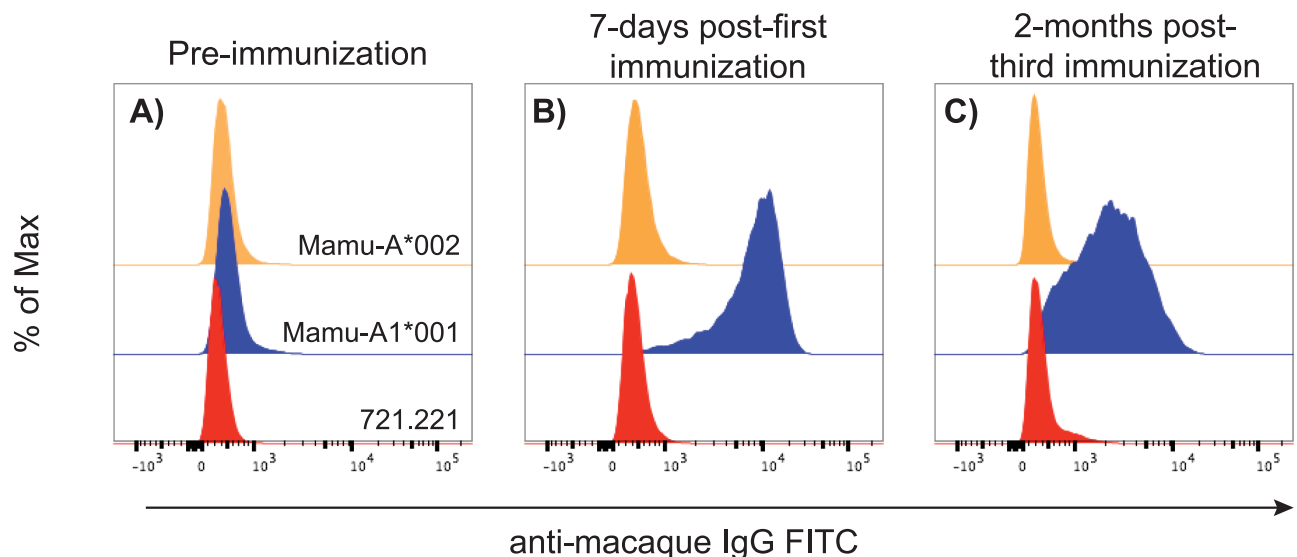 Pre-immunization
7-days post-first
immunization
2-months post-
third immunization
A)
B)
C)
% of Max
Mamu-A*002
Mamu-A1*001
721.221
-10³ 0 10³ 10⁴ 10⁵
-10³ 0 10³ 10⁴ 10⁵
-10³ 0 10³ 10⁴ 10⁵
anti-macaque IgG FITC